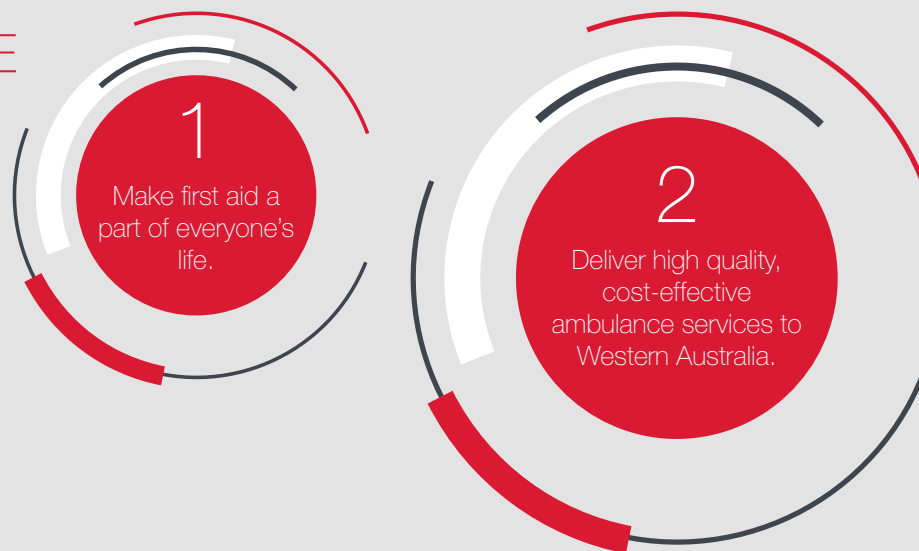 1
Make first aid a
part of everyone's
life.
2
Deliver high quality,
cost-effective
ambulance services to
Western Australia.